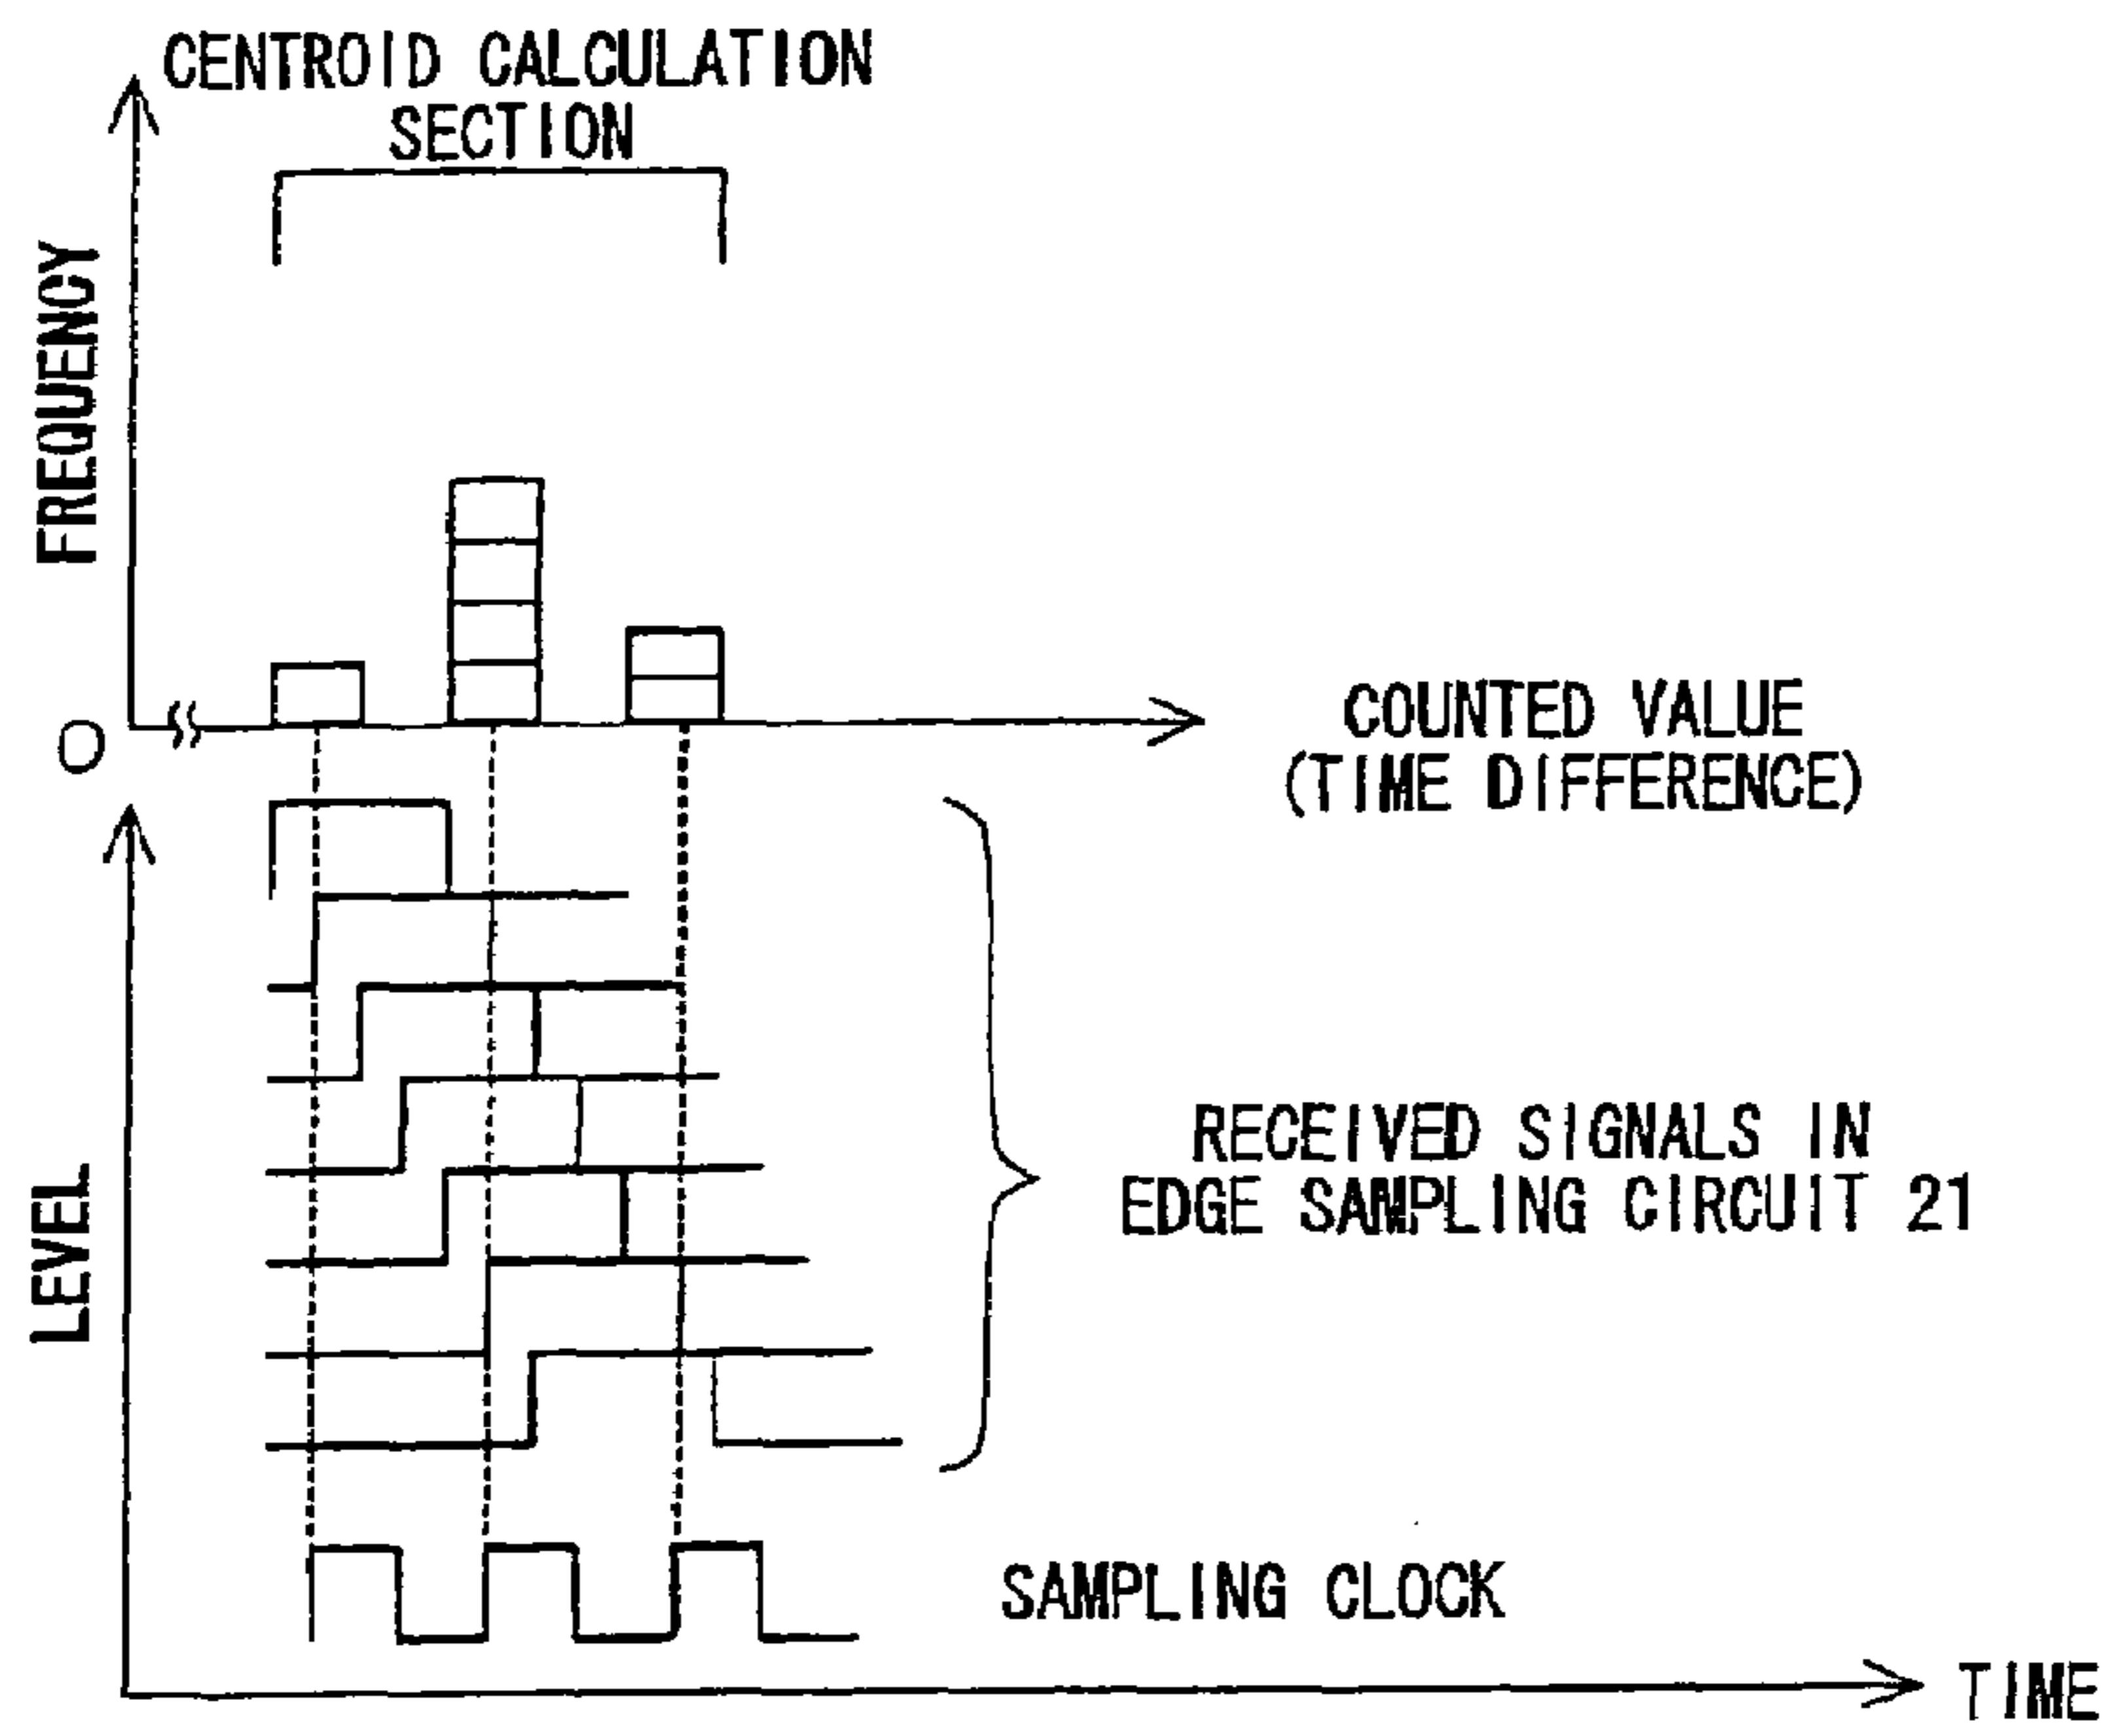 CENTROID CALCULATION
SECTION
FREQUENCY
O
COUNTED VALUE
(TIME DIFFERENCE)
LEVEL
RECEIVED SIGNALS IN
EDGE SAMPLING CIRCUIT 21
SAMPLING CLOCK
TIME